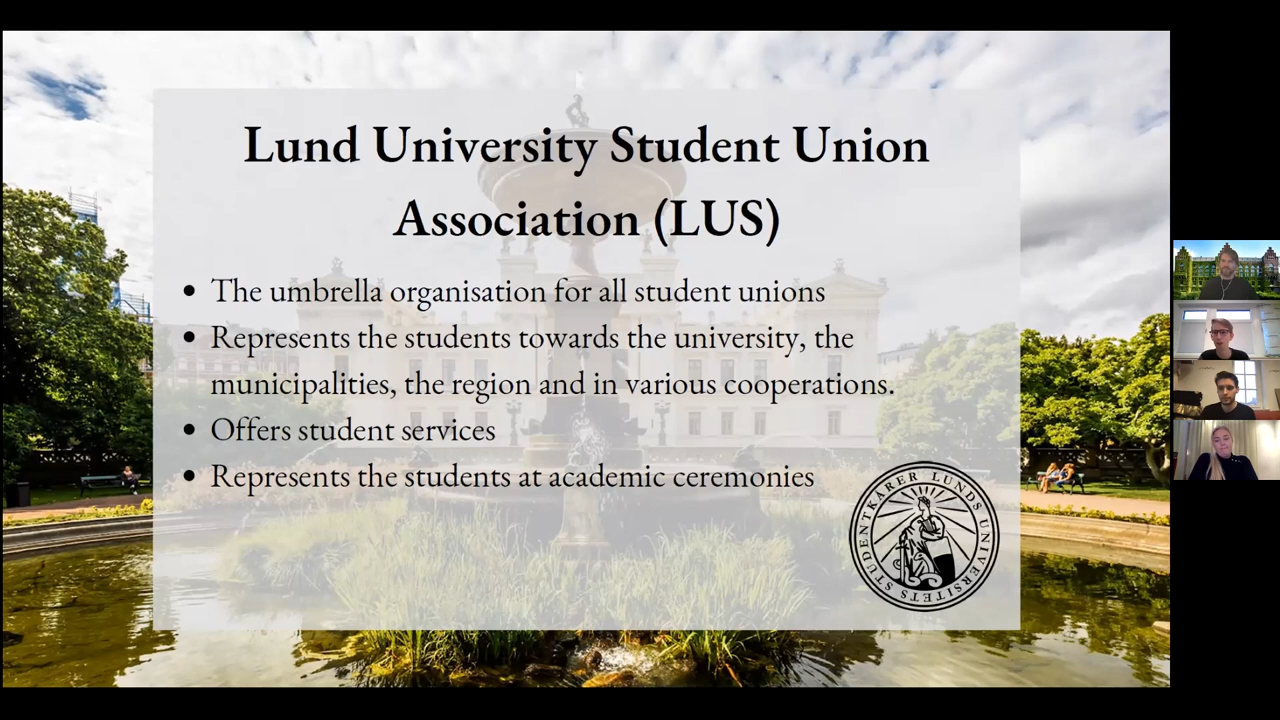 Lund University Student Union
Association (LUS)
• The umbrella organisation for all student unions
• Represents the students towards the university, the
municipalities, the region and in various cooperations.
• Offers student services
• Represents the students at academic ceremonies
STUDENTKÅRER LUNDS UNIVERSITETS